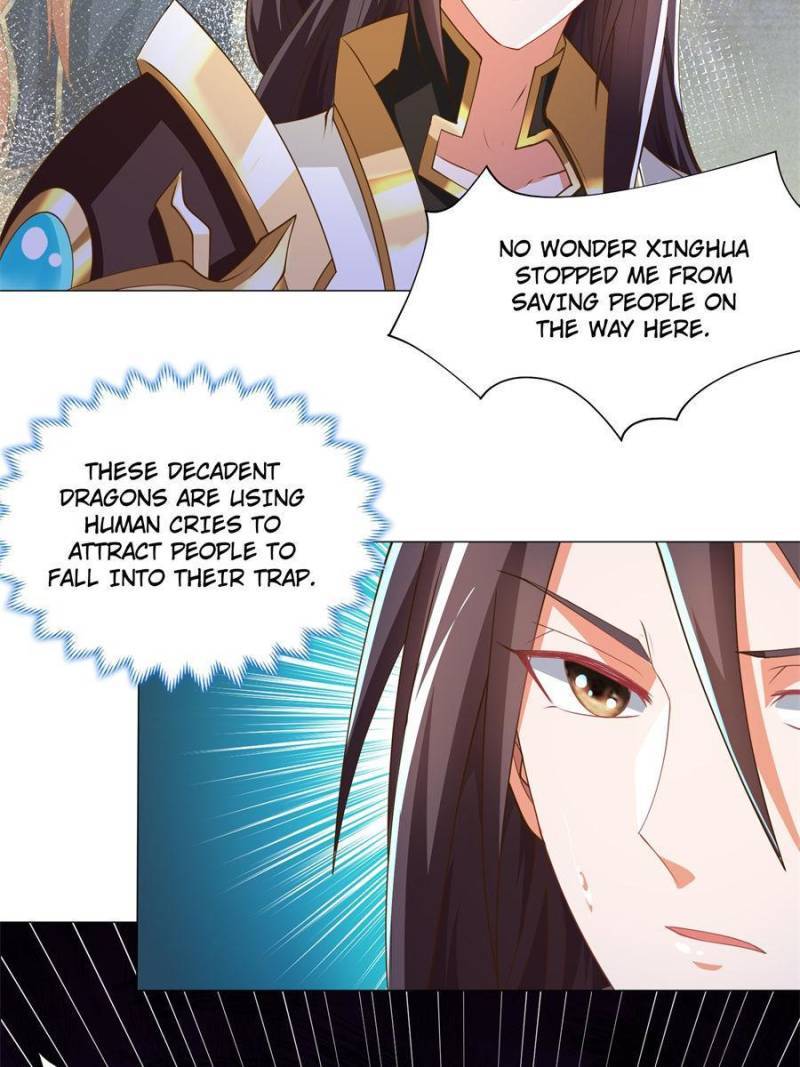 NO WONDER XINGHUA
STOPPED ME FROM
SAVING PEOPLE ON
THE WAY HERE.
THESE DECADENT
DRAGONS ARE USING
HUMAN CRIES TO
ATTRACT PEOPLE TO
FALL INTO THEIR TRAP.